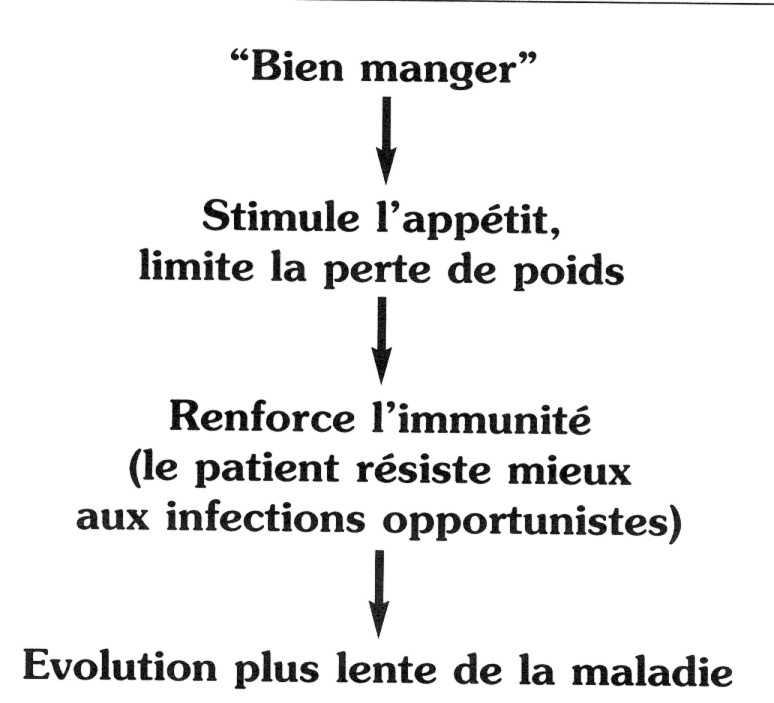 “Bien manger”
Stimule l’appétit,
limite la perte de poids
Renforce l’immunité
(le patient résiste mieux
aux infections opportunistes)
Evolution plus lente de la maladie